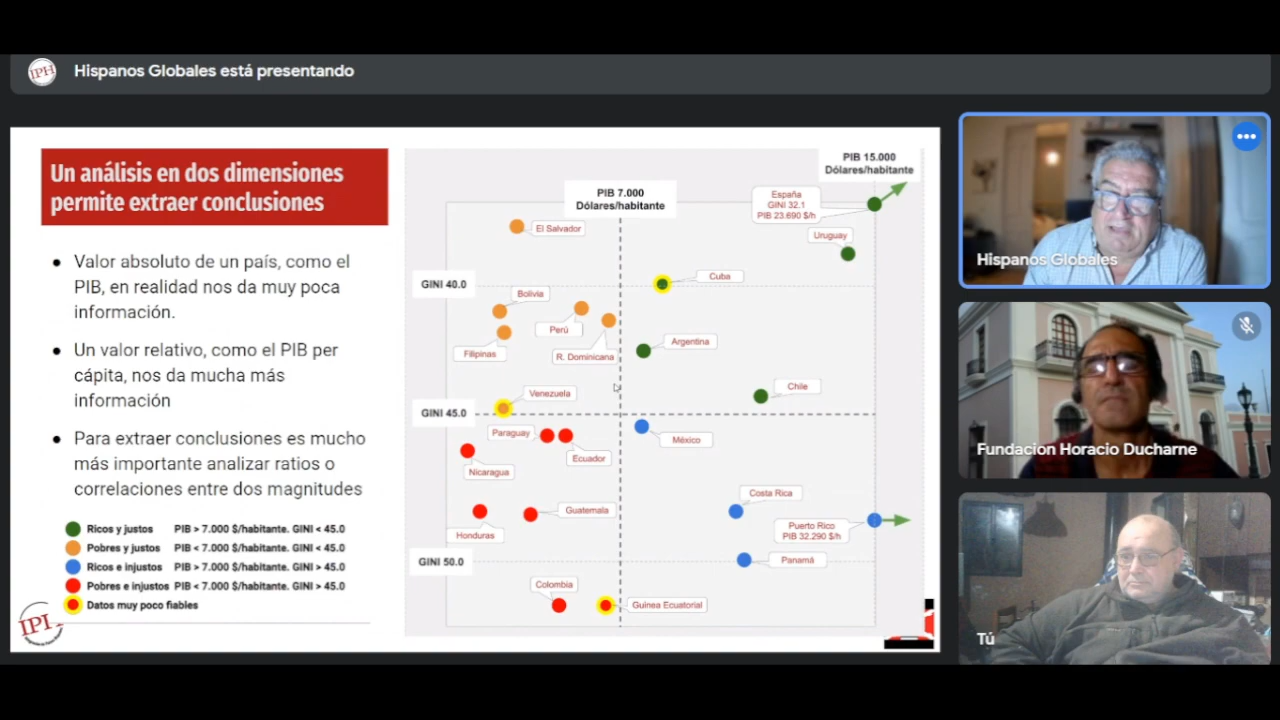 IPH
Hispanos Globales está presentando
Un análisis en dos dimensiones
permite extraer conclusiones
● Valor absoluto de un país, como el
PIB, en realidad nos da muy poca
información.
● Un valor relativo, como el PIB per
cápita, nos da mucha más
información
● Para extraer conclusiones es mucho
más importante analizar ratios o
correlaciones entre dos magnitudes
Ricos y justos PIB > 7.000 $/habitante. GINI < 45.0
Pobres y justos PIB < 7.000 $/habitante. GINI < 45.0
Ricos e injustos PIB > 7.000 $/habitante. GINI > 45.0
Pobres e injustos PIB < 7.000 $/habitante. GINI > 45.0
Datos muy poco fiables
PIB 15.000
Dólares/habitante
PIB 7.000
Dólares/habitante
España
GINI 32.1
PIB 23.690 $/h
El Salvador
Uruguay
Cuba
GINI 40.0
Bolivia
Perú
Argentina
Filipinas
R. Dominicana
Chile
Venezuela
GINI 45.0
Paraguay
México
Ecuador
Nicaragua
Costa Rica
Guatemala
Puerto Rico
PIB 32.290 $/h
Honduras
GINI 50.0
Panamá
Colombia
Guinea Ecuatorial
Hispanos Globales
Fundacion Horacio Ducharne
Tú